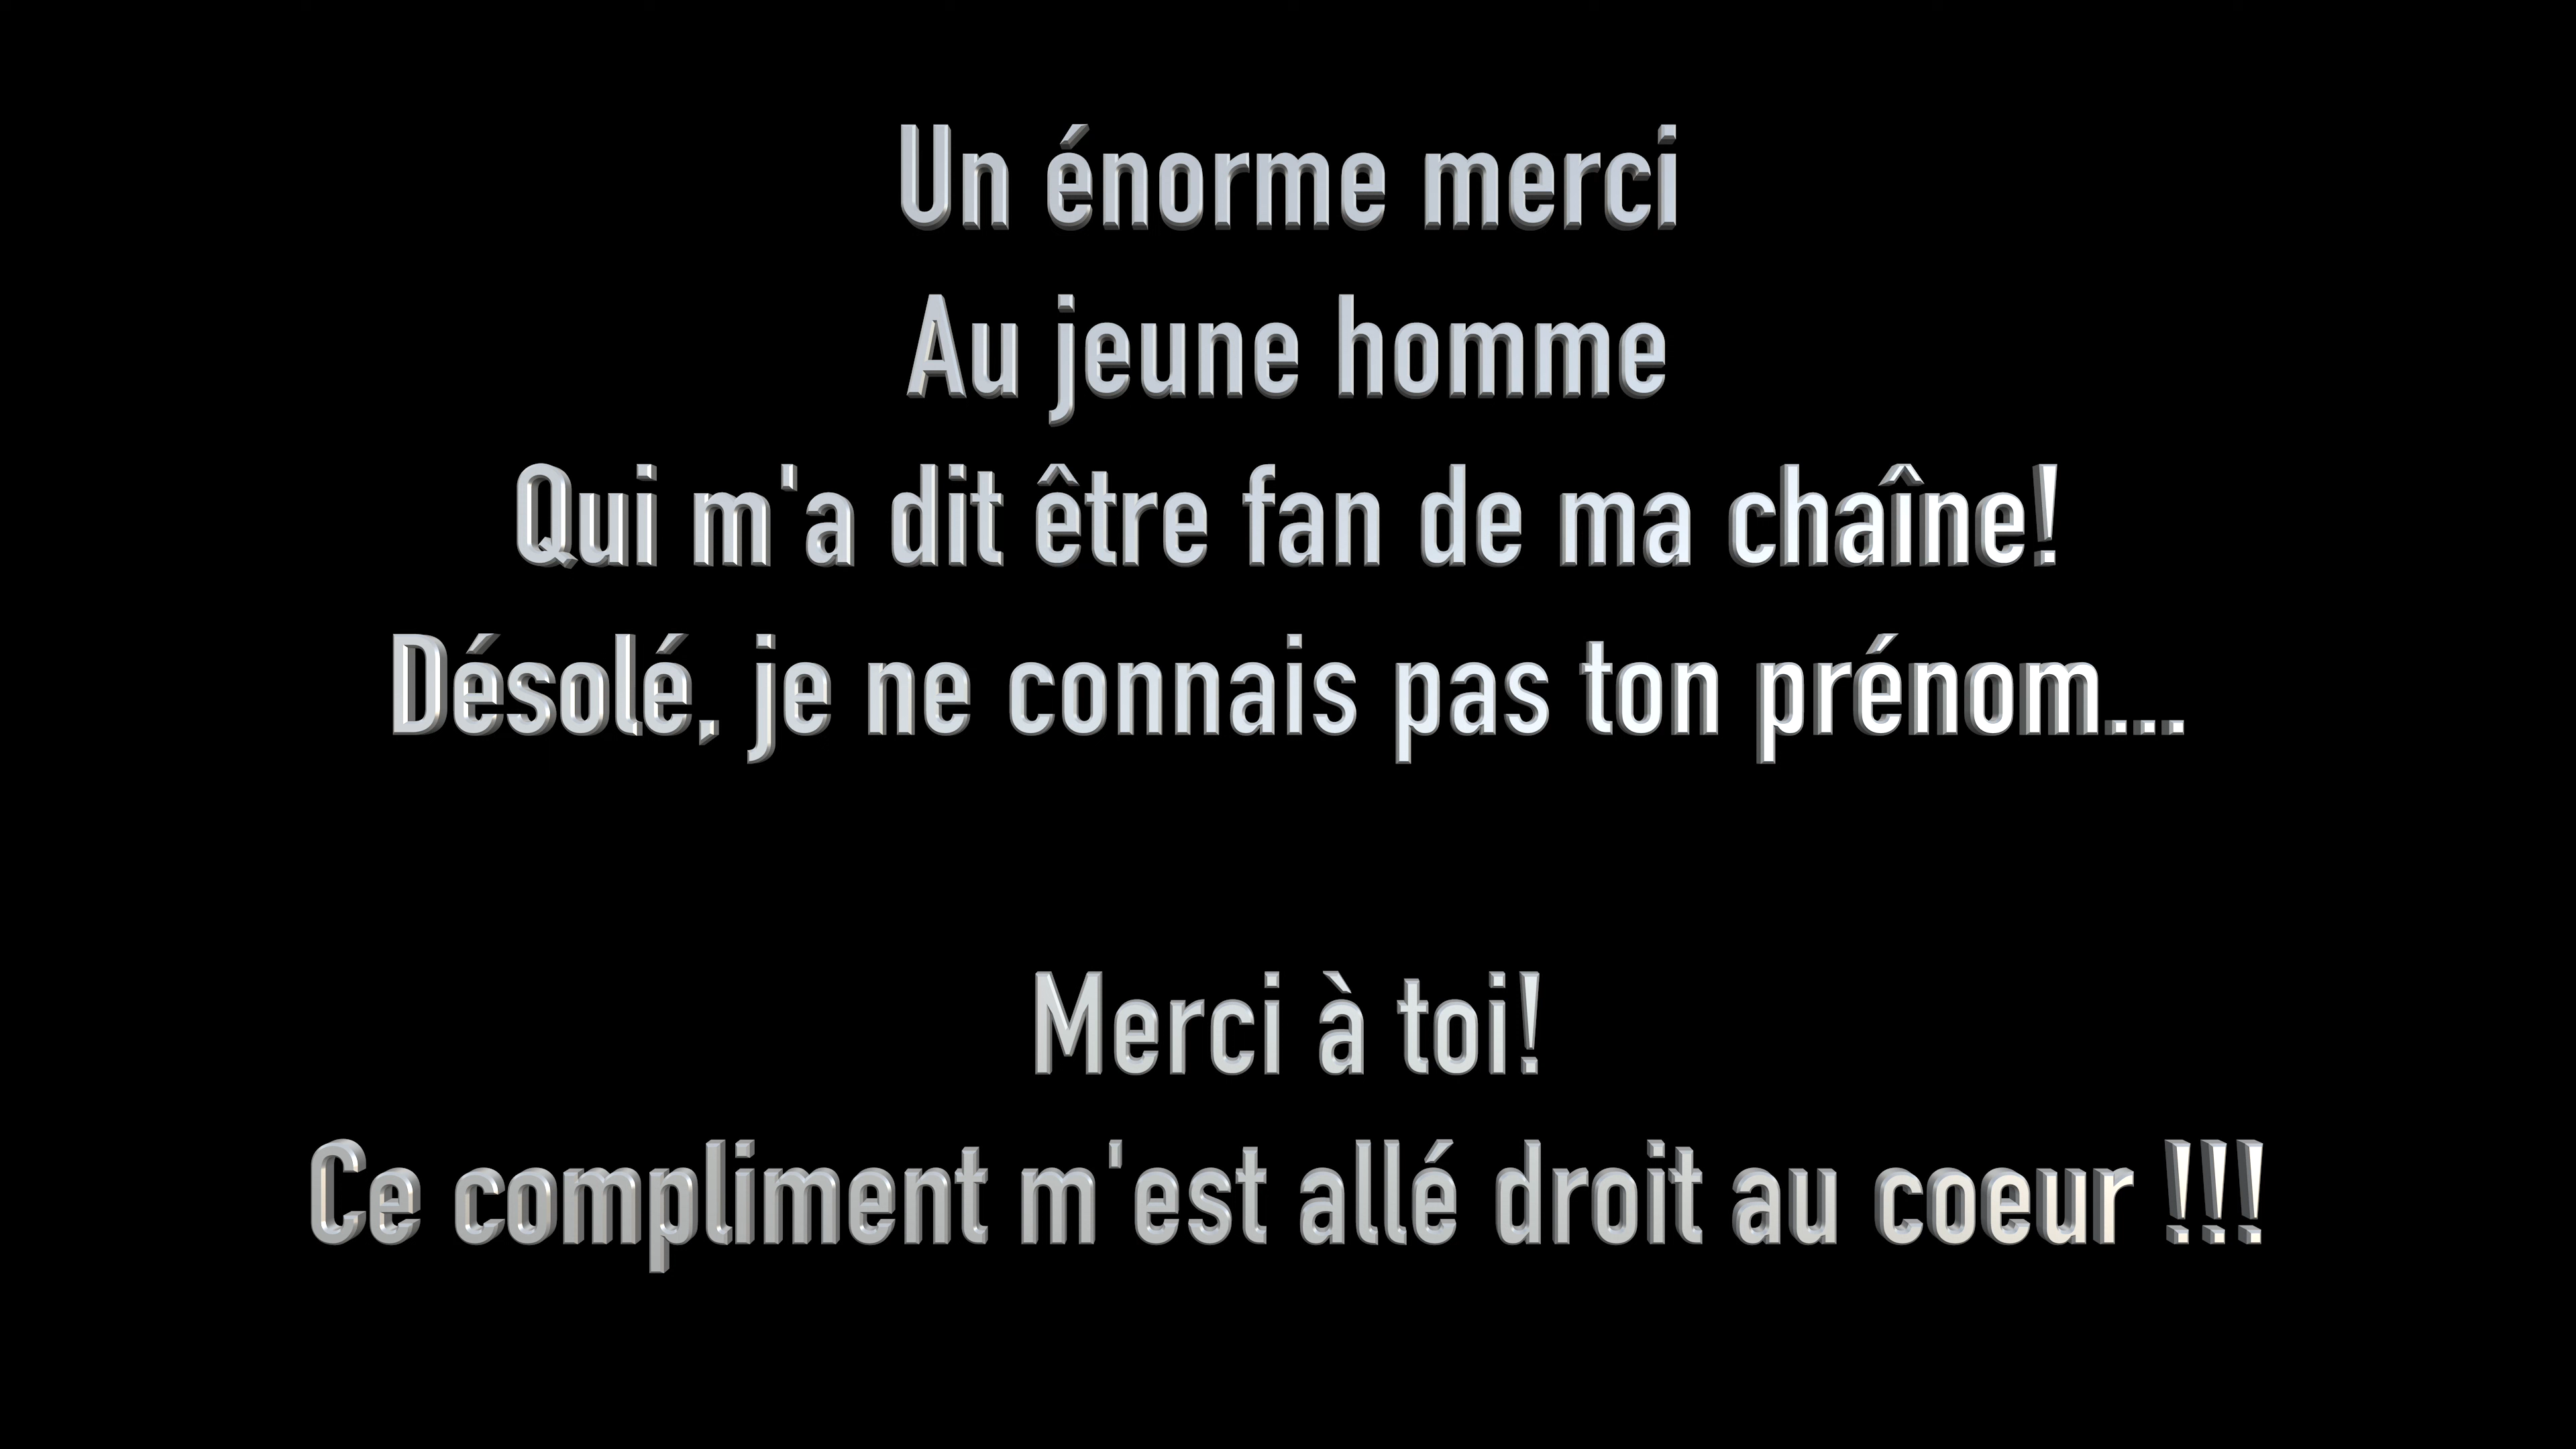 Un énorme merci
Au jeune homme
Qui m'a dit être fan de ma chaîne!
Désolé, je ne connais pas ton prénom...
Merci à toi!
Ce compliment m'est allé droit au coeur !!!